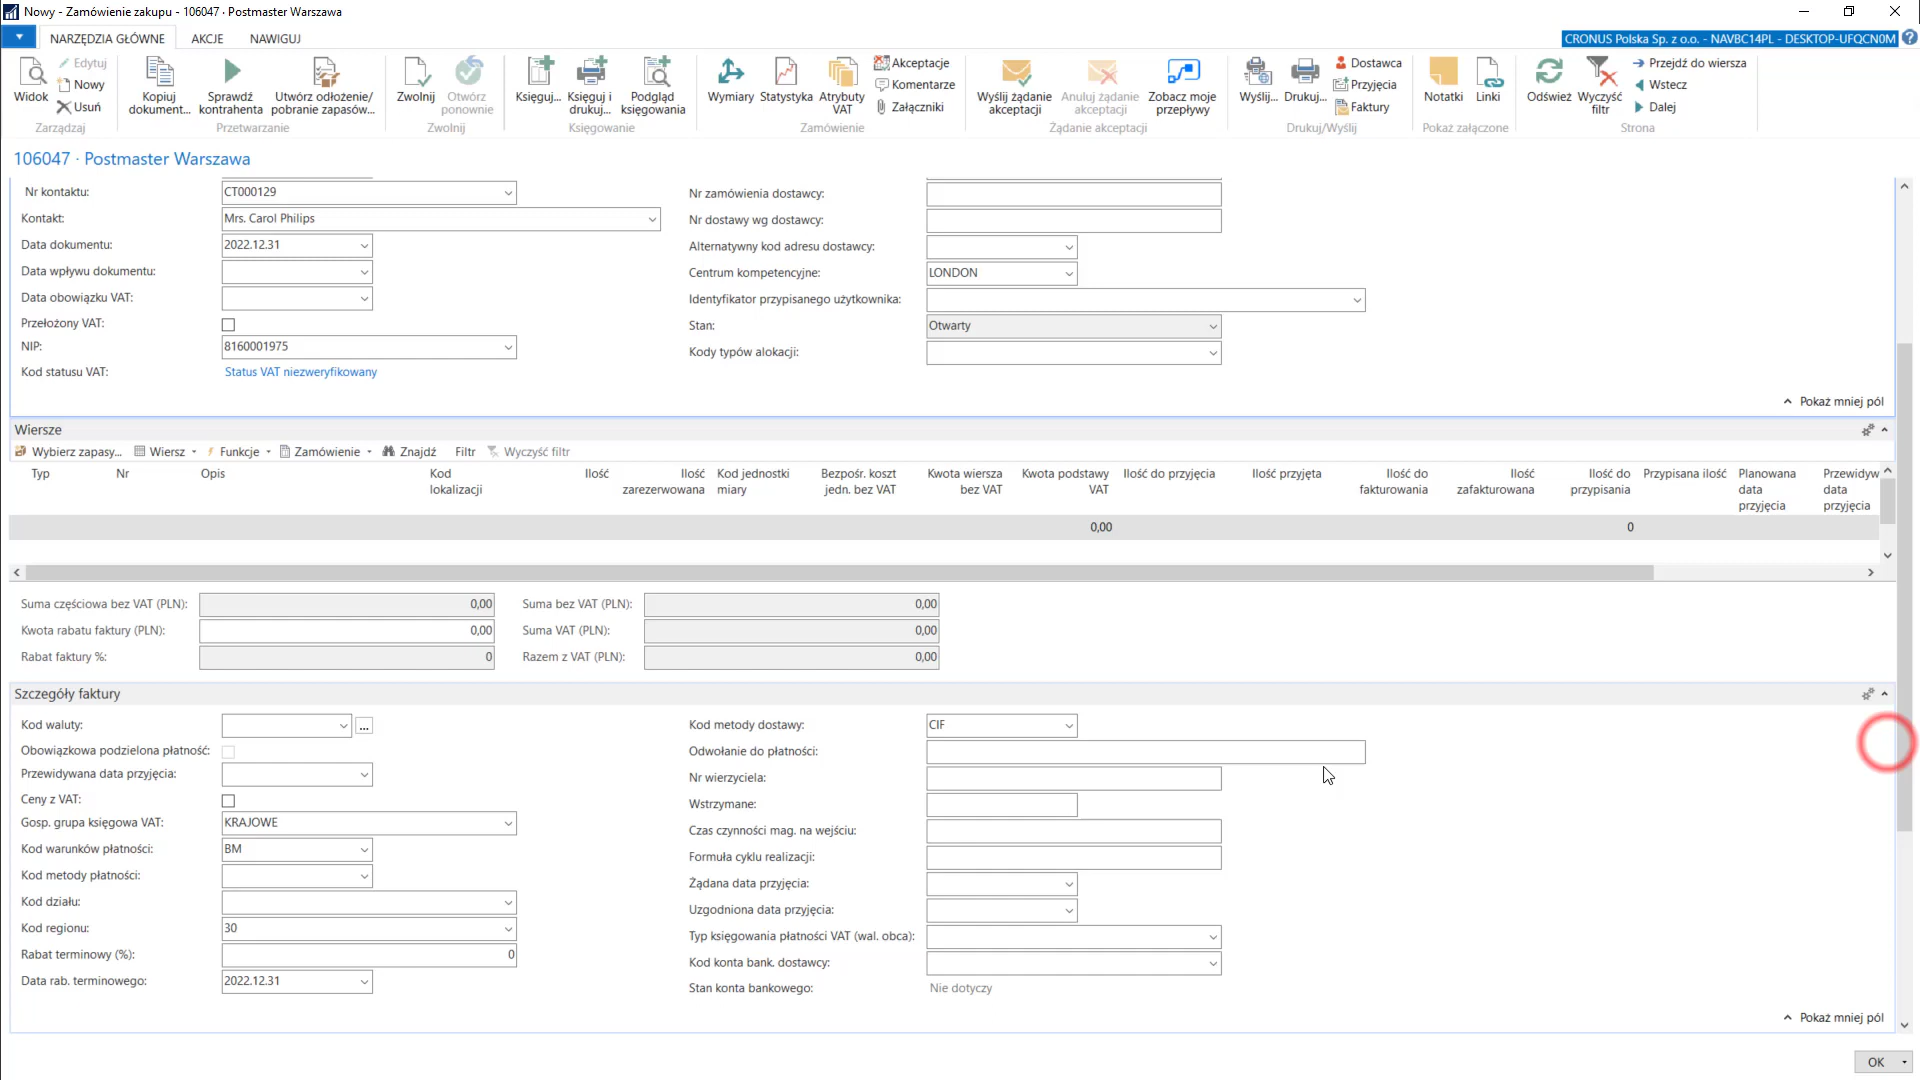 Nowy - Zamówienie zakupu - 106047 · Postmaster Warszawa
NARZĘDZIA GŁÓWNE AKCJE NAWIGUJ
CRONUS Polska Sp. z o.o. - NAVBC14PL - DESKTOP-UFQCN0M
Widok
Edytuj
Nowy
Usuń
Zarządzaj
Kopiuj dokument...
Sprawdź kontrahenta
Utwórz odłożenie/ pobranie zapasów...
Przetwarzanie
Zwolnij
Otwórz ponownie
Zwolnij
Księguj...
Księguj i drukuj...
Podgląd księgowania
Księgowanie
Wymiary
Statystyka
Atrybuty VAT
Akceptacje
Komentarze
Załączniki
Zamówienie
Wyślij żądanie akceptacji
Anuluj żądanie akceptacji
Zobacz moje przepływy
Żądanie akceptacji
Wyślij...
Drukuj...
Dostawca
Przyjęcia
Faktury
Drukuj/Wyślij
Notatki
Linki
Pokaż załączone
Odśwież
Wyczyść filtr
Przejdź do wiersza
Wstecz
Dalej
Strona
106047 · Postmaster Warszawa
Nr kontaktu: CT000129
Kontakt: Mrs. Carol Philips
Data dokumentu: 2022.12.31
Data wpływu dokumentu:
Data obowiązku VAT:
Przełożony VAT:
NIP: 8160001975
Kod statusu VAT: Status VAT niezweryfikowany
Nr zamówienia dostawcy:
Nr dostawy wg dostawcy:
Alternatywny kod adresu dostawcy:
Centrum kompetencyjne: LONDON
Identyfikator przypisanego użytkownika:
Stan: Otwarty
Kody typów alokacji:
Pokaż mniej pól
Wiersze
Wybierz zapasy... Wiersz Funkcje Zamówienie Znajdź Filtr Wyczyść filtr
Typ
Nr
Opis
Kod lokalizacji
Ilość
Ilość zarezerwowana
Kod jednostki miary
Bezpośr. koszt jedn. bez VAT
Kwota wiersza bez VAT
Kwota podstawy VAT
Ilość do przyjęcia
Ilość przyjęta
Ilość do fakturowania
Ilość zafakturowana
Ilość do przypisania
Przypisana ilość
Planowana data przyjęcia
Przewidyw data przyjęcia
0,00 0
Suma częściowa bez VAT (PLN): 0,00
Kwota rabatu faktury (PLN): 0,00
Rabat faktury %: 0
Suma bez VAT (PLN): 0,00
Suma VAT (PLN): 0,00
Razem z VAT (PLN): 0,00
Szczegóły faktury
Kod waluty: ...
Obowiązkowa podzielona płatność:
Przewidywana data przyjęcia:
Ceny z VAT:
Gosp. grupa księgowa VAT: KRAJOWE
Kod warunków płatności: BM
Kod metody płatności:
Kod działu:
Kod regionu: 30
Rabat terminowy (%): 0
Data rab. terminowego: 2022.12.31
Kod metody dostawy: CIF
Odwołanie do płatności:
Nr wierzyciela:
Wstrzymane:
Czas czynności mag. na wejściu:
Formuła cyklu realizacji:
Żądana data przyjęcia:
Uzgodniona data przyjęcia:
Typ księgowania płatności VAT (wal. obca):
Kod konta bank. dostawcy:
Stan konta bankowego: Nie dotyczy
Pokaż mniej pól
OK